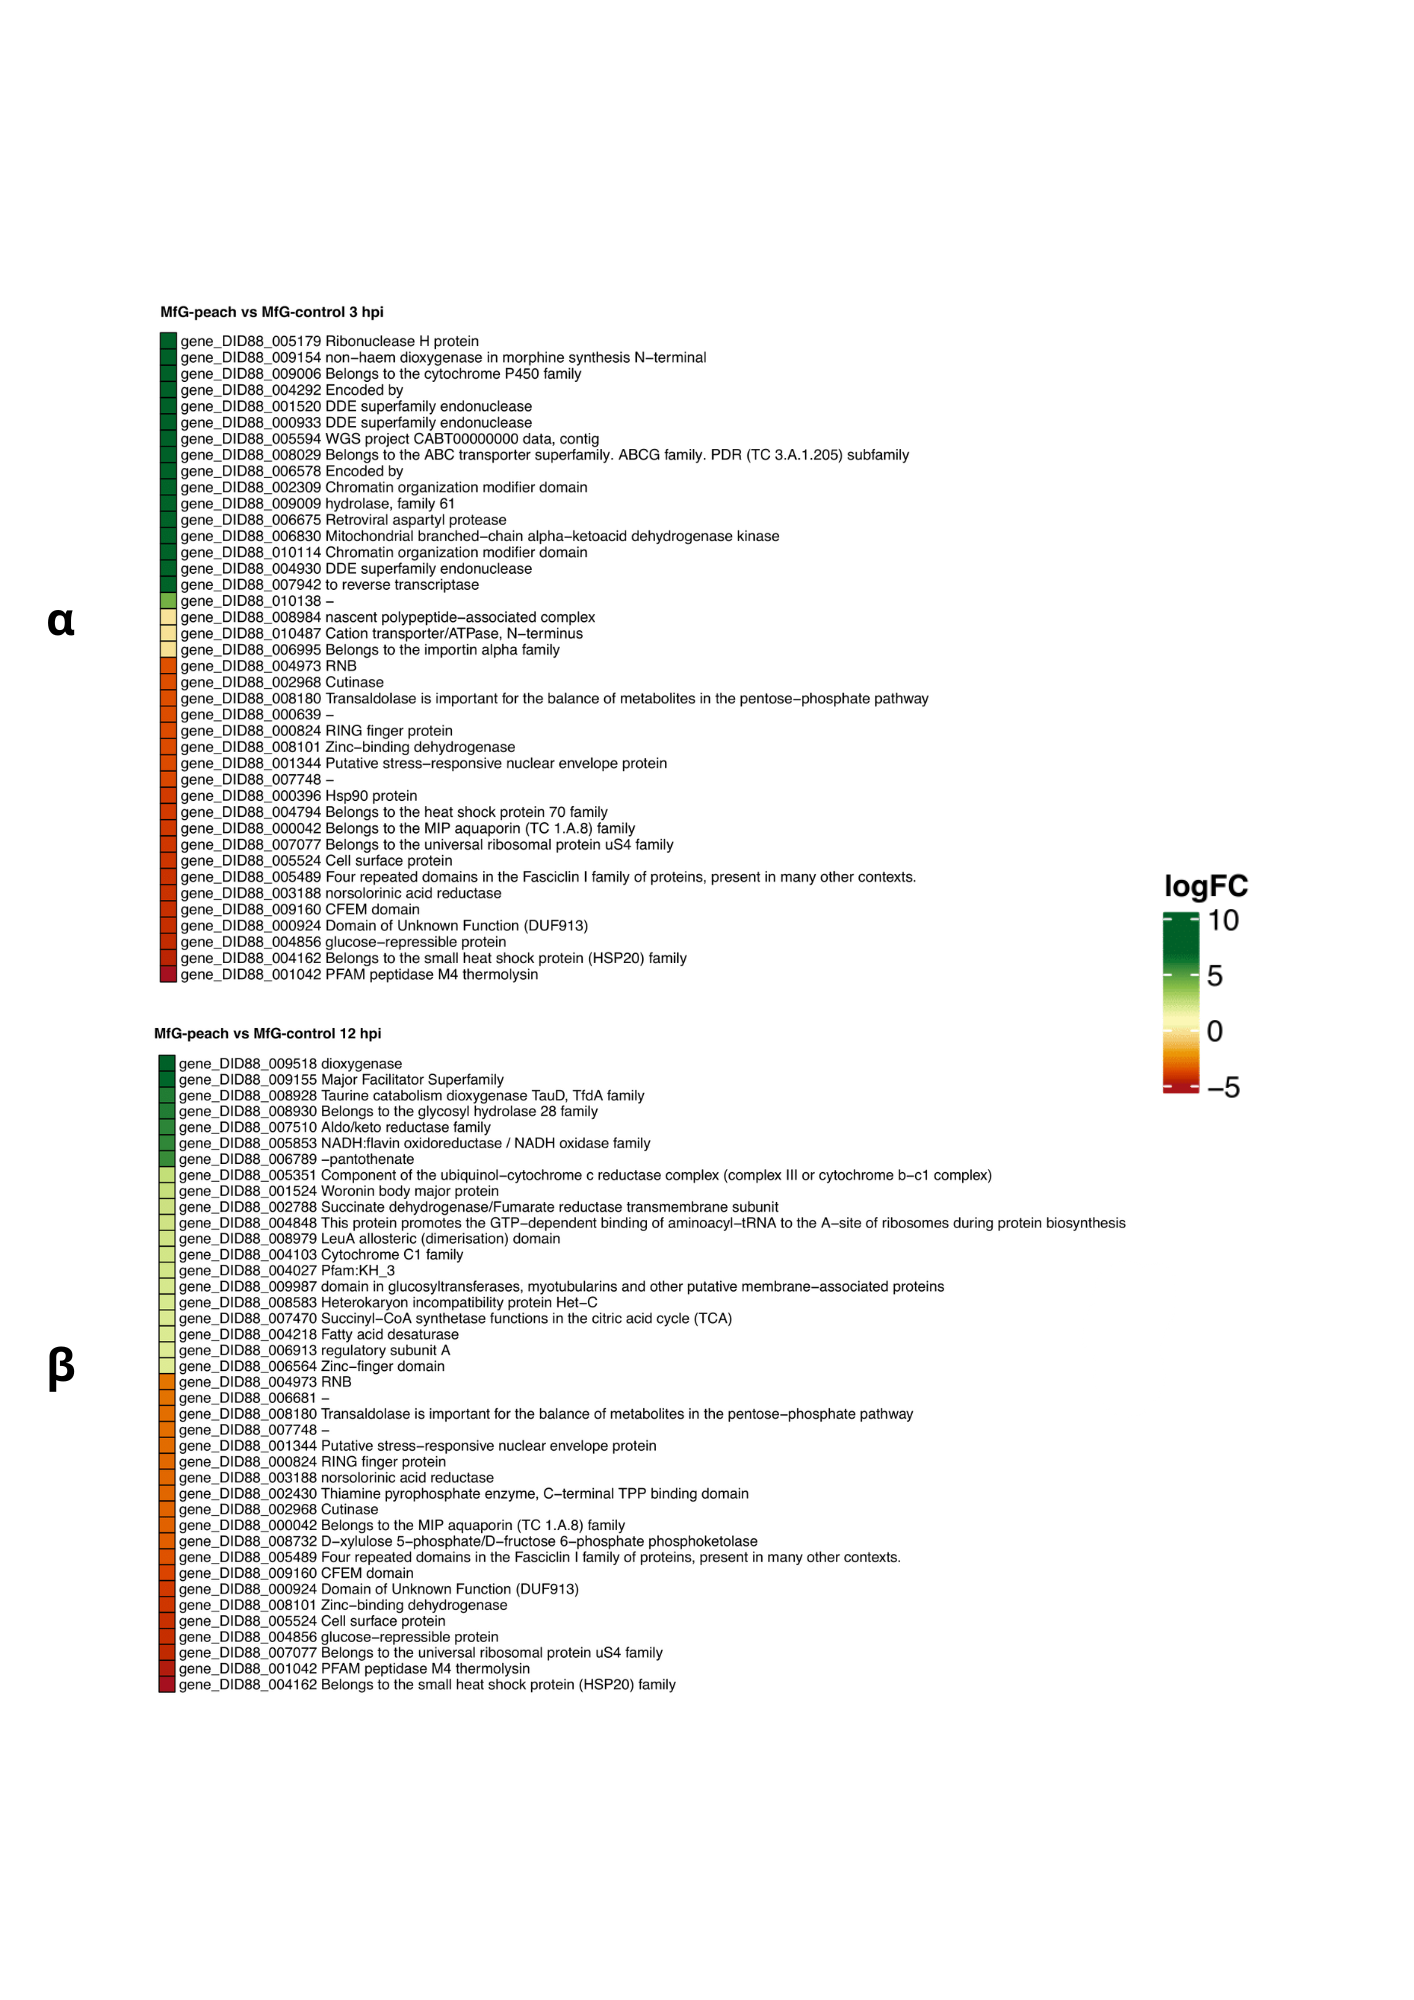 MfG-peach vs MfG-control 3 hpi
gene_DID88_005179 Ribonuclease H protein
gene_DID88_009154 non−haem dioxygenase in morphine synthesis N−terminal
gene_DID88_009006 Belongs to the cytochrome P450 family
gene_DID88_004292 Encoded by
gene_DID88_001520 DDE superfamily endonuclease
gene_DID88_000933 DDE superfamily endonuclease
gene_DID88_005594 WGS project CABT00000000 data, contig
gene_DID88_008029 Belongs to the ABC transporter superfamily. ABCG family. PDR (TC 3.A.1.205) subfamily
gene_DID88_006578 Encoded by
gene_DID88_002309 Chromatin organization modifier domain
gene_DID88_009009 hydrolase, family 61
gene_DID88_006675 Retroviral aspartyl protease
gene_DID88_006830 Mitochondrial branched−chain alpha−ketoacid dehydrogenase kinase
gene_DID88_010114 Chromatin organization modifier domain
gene_DID88_004930 DDE superfamily endonuclease
gene_DID88_007942 to reverse transcriptase
gene_DID88_010138 −
gene_DID88_008984 nascent polypeptide−associated complex
gene_DID88_010487 Cation transporter/ATPase, N−terminus
gene_DID88_006995 Belongs to the importin alpha family
gene_DID88_004973 RNB
gene_DID88_002968 Cutinase
gene_DID88_008180 Transaldolase is important for the balance of metabolites in the pentose−phosphate pathway
gene_DID88_000639 −
gene_DID88_000824 RING finger protein
gene_DID88_008101 Zinc−binding dehydrogenase
gene_DID88_001344 Putative stress−responsive nuclear envelope protein
gene_DID88_007748 −
gene_DID88_000396 Hsp90 protein
gene_DID88_004794 Belongs to the heat shock protein 70 family
gene_DID88_000042 Belongs to the MIP aquaporin (TC 1.A.8) family
gene_DID88_007077 Belongs to the universal ribosomal protein uS4 family
gene_DID88_005524 Cell surface protein
gene_DID88_005489 Four repeated domains in the Fasciclin I family of proteins, present in many other contexts.
gene_DID88_003188 norsolorinic acid reductase
gene_DID88_009160 CFEM domain
gene_DID88_000924 Domain of Unknown Function (DUF913)
gene_DID88_004856 glucose−repressible protein
gene_DID88_004162 Belongs to the small heat shock protein (HSP20) family
gene_DID88_001042 PFAM peptidase M4 thermolysin
α
logFC
10
5
0
−5
MfG-peach vs MfG-control 12 hpi
gene_DID88_009518 dioxygenase
gene_DID88_009155 Major Facilitator Superfamily
gene_DID88_008928 Taurine catabolism dioxygenase TauD, TfdA family
gene_DID88_008930 Belongs to the glycosyl hydrolase 28 family
gene_DID88_007510 Aldo/keto reductase family
gene_DID88_005853 NADH:flavin oxidoreductase / NADH oxidase family
gene_DID88_006789 −pantothenate
gene_DID88_005351 Component of the ubiquinol−cytochrome c reductase complex (complex III or cytochrome b−c1 complex)
gene_DID88_001524 Woronin body major protein
gene_DID88_002788 Succinate dehydrogenase/Fumarate reductase transmembrane subunit
gene_DID88_004848 This protein promotes the GTP−dependent binding of aminoacyl−tRNA to the A−site of ribosomes during protein biosynthesis
gene_DID88_008979 LeuA allosteric (dimerisation) domain
gene_DID88_004103 Cytochrome C1 family
gene_DID88_004027 Pfam:KH_3
gene_DID88_009987 domain in glucosyltransferases, myotubularins and other putative membrane−associated proteins
gene_DID88_008583 Heterokaryon incompatibility protein Het−C
gene_DID88_007470 Succinyl−CoA synthetase functions in the citric acid cycle (TCA)
gene_DID88_004218 Fatty acid desaturase
gene_DID88_006913 regulatory subunit A
gene_DID88_006564 Zinc−finger domain
gene_DID88_004973 RNB
gene_DID88_006681 −
gene_DID88_008180 Transaldolase is important for the balance of metabolites in the pentose−phosphate pathway
gene_DID88_007748 −
gene_DID88_001344 Putative stress−responsive nuclear envelope protein
gene_DID88_000824 RING finger protein
gene_DID88_003188 norsolorinic acid reductase
gene_DID88_002430 Thiamine pyrophosphate enzyme, C−terminal TPP binding domain
gene_DID88_002968 Cutinase
gene_DID88_000042 Belongs to the MIP aquaporin (TC 1.A.8) family
gene_DID88_008732 D−xylulose 5−phosphate/D−fructose 6−phosphate phosphoketolase
gene_DID88_005489 Four repeated domains in the Fasciclin I family of proteins, present in many other contexts.
gene_DID88_009160 CFEM domain
gene_DID88_000924 Domain of Unknown Function (DUF913)
gene_DID88_008101 Zinc−binding dehydrogenase
gene_DID88_005524 Cell surface protein
gene_DID88_004856 glucose−repressible protein
gene_DID88_007077 Belongs to the universal ribosomal protein uS4 family
gene_DID88_001042 PFAM peptidase M4 thermolysin
gene_DID88_004162 Belongs to the small heat shock protein (HSP20) family
β